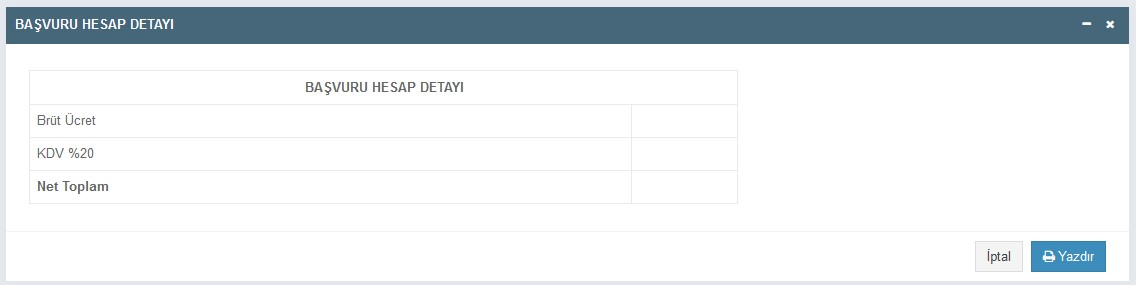 BAŞVURU HESAP DETAYI
BAŞVURU HESAP DETAYI
Brüt Ücret
KDV %20
Net Toplam
İptal
Yazdır